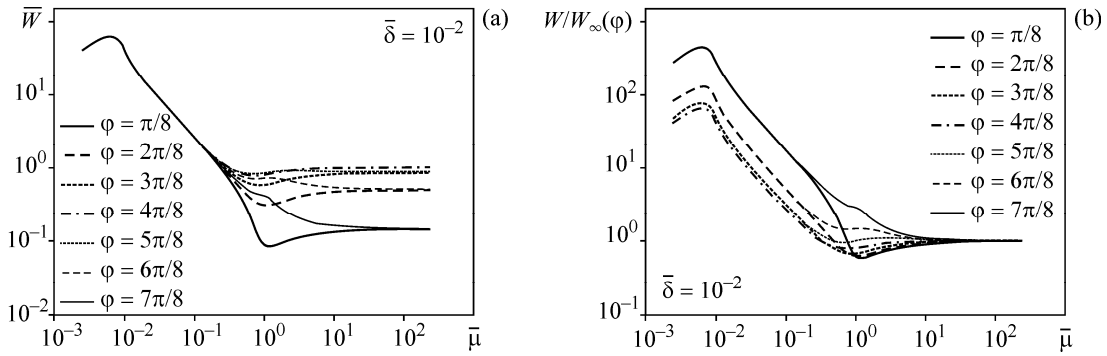 W̅
(a)
δ̅ = 10⁻²
10¹
10⁰
10⁻¹
10⁻²
φ = π/8
φ = 2π/8
φ = 3π/8
φ = 4π/8
φ = 5π/8
φ = 6π/8
φ = 7π/8
10⁻³ 10⁻² 10⁻¹ 10⁰ 10¹ 10² μ̅
W/W∞(φ)
(b)
φ = π/8
φ = 2π/8
φ = 3π/8
φ = 4π/8
φ = 5π/8
φ = 6π/8
φ = 7π/8
10²
10¹
10⁰
10⁻¹
δ̅ = 10⁻²
10⁻³ 10⁻² 10⁻¹ 10⁰ 10¹ 10² μ̅